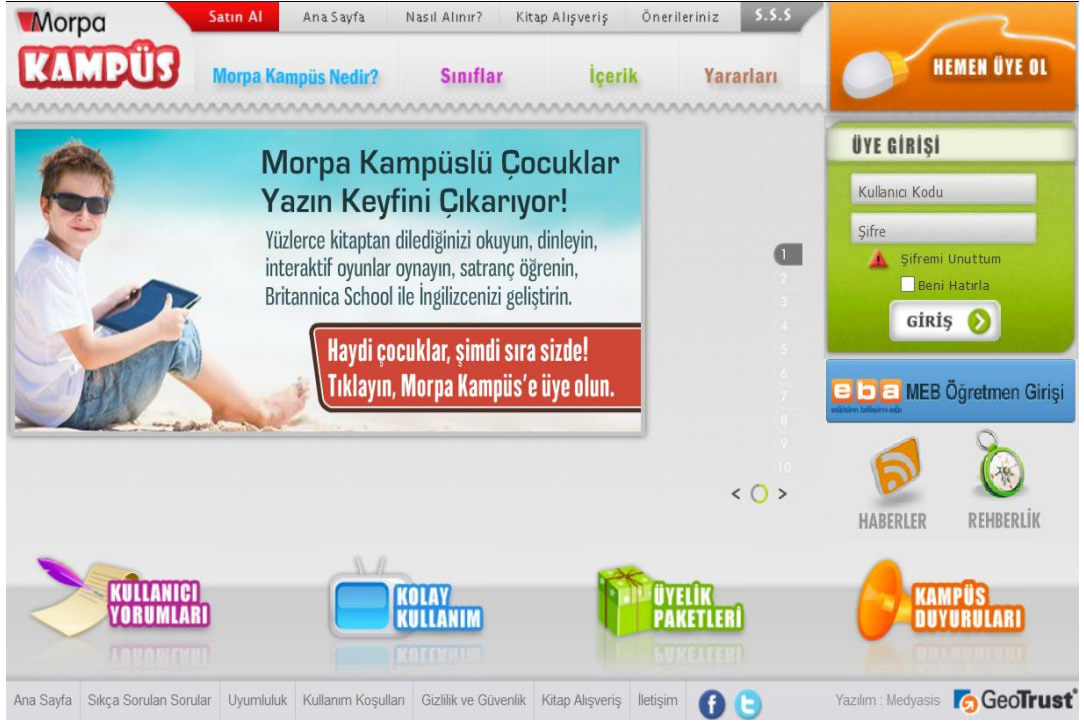 Morpa
KAMPÜS
Satın Al
Ana Sayfa
Nasıl Alınır?
Kitap Alışveriş
Önerileriniz
S.S.S
Morpa Kampüs Nedir?
Sınıflar
İçerik
Yararları
HEMEN ÜYE OL
Morpa Kampüslü Çocuklar
Yazın Keyfini Çıkarıyor!
Yüzlerce kitaptan dilediğinizi okuyun, dinleyin,
interaktif oyunlar oynayın, satranç öğrenin,
Britannica School ile İngilizcenizi geliştirin.
Haydi çocuklar, şimdi sıra sizde!
Tıklayın, Morpa Kampüs'e üye olun.
1
2
3
4
5
6
7
8
9
10
< >
ÜYE GİRİŞİ
Kullanıcı Kodu
Şifre
Şifremi Unuttum
Beni Hatırla
GİRİŞ
eba MEB Öğretmen Girişi
eğitim bilişim ağı
HABERLER
REHBERLİK
KULLANICI
YORUMLARI
KOLAY
KULLANIM
ÜYELİK
PAKETLERİ
KAMPÜS
DUYURULARI
Ana Sayfa
Sıkça Sorulan Sorular
Uyumluluk
Kullanım Koşulları
Gizlilik ve Güvenlik
Kitap Alışveriş
İletişim
Yazılım : Medyasis
GeoTrust